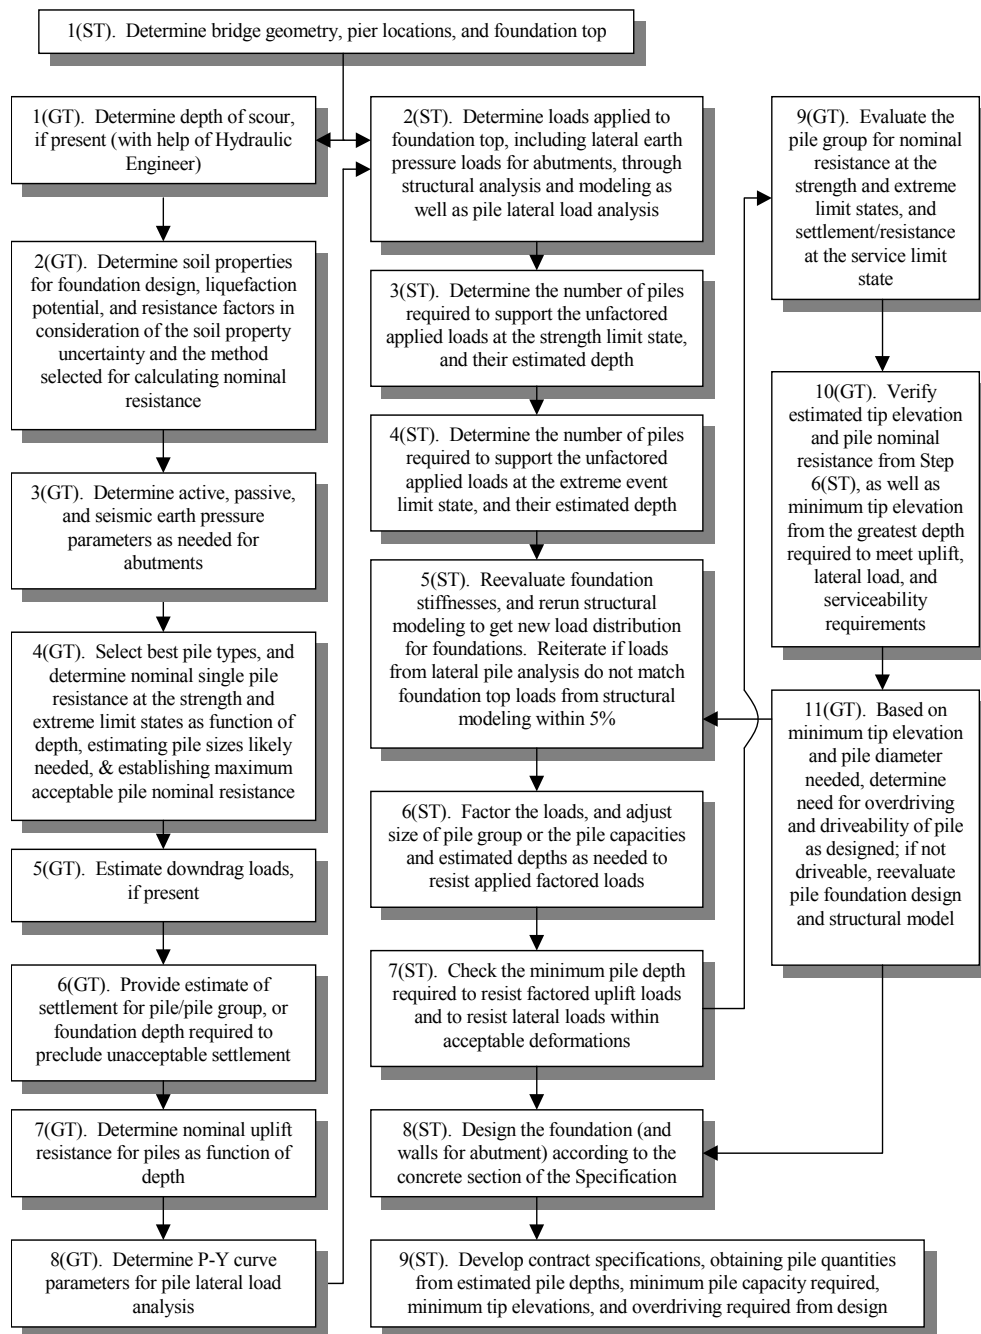 1(ST).  Determine bridge geometry, pier locations, and foundation top
1(GT).  Determine depth of scour,
if present (with help of Hydraulic
Engineer)
2(GT).  Determine soil properties
for foundation design, liquefaction
potential, and resistance factors in
consideration of the soil property
uncertainty and the method
selected for calculating nominal
resistance
3(GT).  Determine active, passive,
and seismic earth pressure
parameters as needed for
abutments
4(GT).  Select best pile types, and
determine nominal single pile
resistance at the strength and
extreme limit states as function of
depth, estimating pile sizes likely
needed, & establishing maximum
acceptable pile nominal resistance
5(GT).  Estimate downdrag loads,
if present
6(GT).  Provide estimate of
settlement for pile/pile group, or
foundation depth required to
preclude unacceptable settlement
7(GT).  Determine nominal uplift
resistance for piles as function of
depth
8(GT).  Determine P-Y curve
parameters for pile lateral load
analysis
2(ST).  Determine loads applied to
foundation top, including lateral earth
pressure loads for abutments, through
structural analysis and modeling as
well as pile lateral load analysis
3(ST).  Determine the number of piles
required to support the unfactored
applied loads at the strength limit state,
and their estimated depth
4(ST).  Determine the number of piles
required to support the unfactored
applied loads at the extreme event
limit state, and their estimated depth
5(ST).  Reevaluate foundation
stiffnesses, and rerun structural
modeling to get new load distribution
for foundations.  Reiterate if loads
from lateral pile analysis do not match
foundation top loads from structural
modeling within 5%
6(ST).  Factor the loads, and adjust
size of pile group or the pile capacities
and estimated depths as needed to
resist applied factored loads
7(ST).  Check the minimum pile depth
required to resist factored uplift loads
and to resist lateral loads within
acceptable deformations
8(ST).  Design the foundation (and
walls for abutment) according to the
concrete section of the Specification
9(ST).  Develop contract specifications, obtaining pile quantities
from estimated pile depths, minimum pile capacity required,
minimum tip elevations, and overdriving required from design
9(GT).  Evaluate the
pile group for nominal
resistance at the
strength and extreme
limit states, and
settlement/resistance
at the service limit
state
10(GT).  Verify
estimated tip elevation
and pile nominal
resistance from Step
6(ST), as well as
minimum tip elevation
from the greatest depth
required to meet uplift,
lateral load, and
serviceability
requirements
11(GT).  Based on
minimum tip elevation
and pile diameter
needed, determine
need for overdriving
and driveability of pile
as designed; if not
driveable, reevaluate
pile foundation design
and structural model